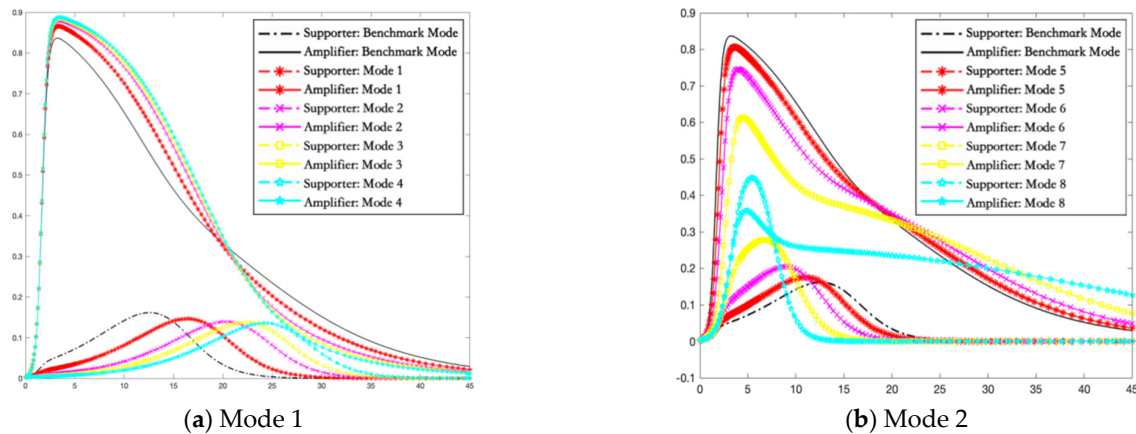 0.9
0.8
0.7
0.6
0.5
0.4
0.3
0.2
0.1
0
0 5 10 15 20 25 30 35 40 45
Supporter: Benchmark Mode
Amplifier: Benchmark Mode
Supporter: Mode 1
Amplifier: Mode 1
Supporter: Mode 2
Amplifier: Mode 2
Supporter: Mode 3
Amplifier: Mode 3
Supporter: Mode 4
Amplifier: Mode 4
(a) Mode 1
0.9
0.8
0.7
0.6
0.5
0.4
0.3
0.2
0.1
0
-0.1
0 5 10 15 20 25 30 35 40 45
Supporter: Benchmark Mode
Amplifier: Benchmark Mode
Supporter: Mode 5
Amplifier: Mode 5
Supporter: Mode 6
Amplifier: Mode 6
Supporter: Mode 7
Amplifier: Mode 7
Supporter: Mode 8
Amplifier: Mode 8
(b) Mode 2